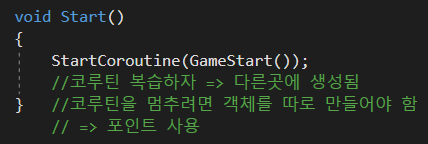 void Start()
{
StartCoroutine(GameStart());
//코루틴 복습하자 => 다른곳에 생성됨
} //코루틴을 멈추려면 객체를 따로 만들어야 함
// => 포인트 사용